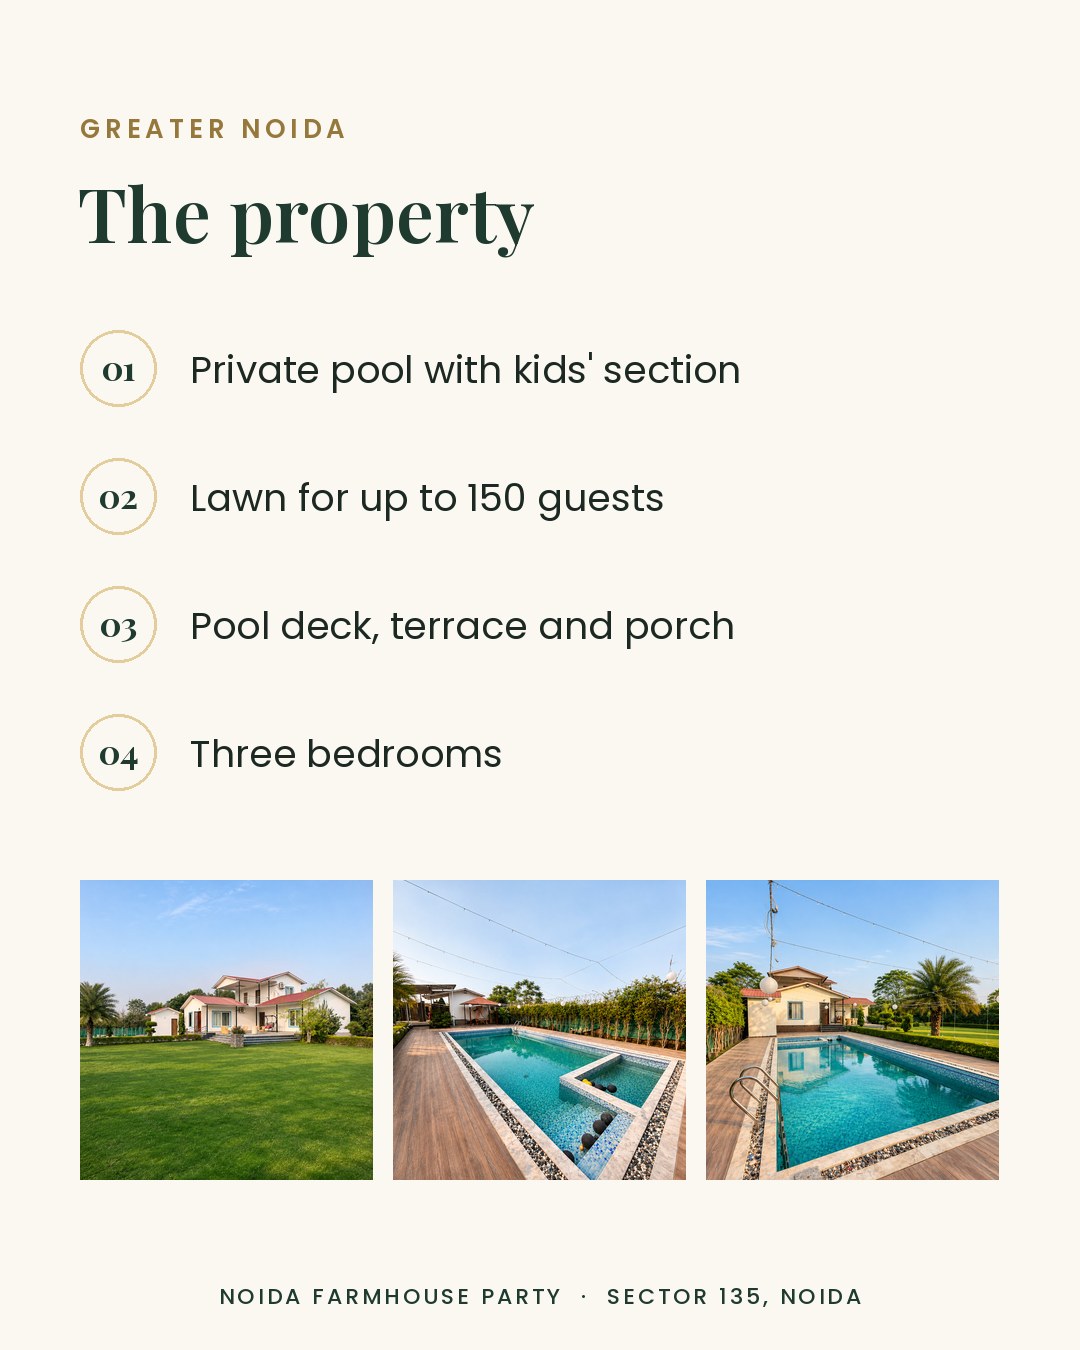 GREATER NOIDA
The property
01 Private pool with kids' section
02 Lawn for up to 150 guests
03 Pool deck, terrace and porch
04 Three bedrooms
NOIDA FARMHOUSE PARTY · SECTOR 135, NOIDA